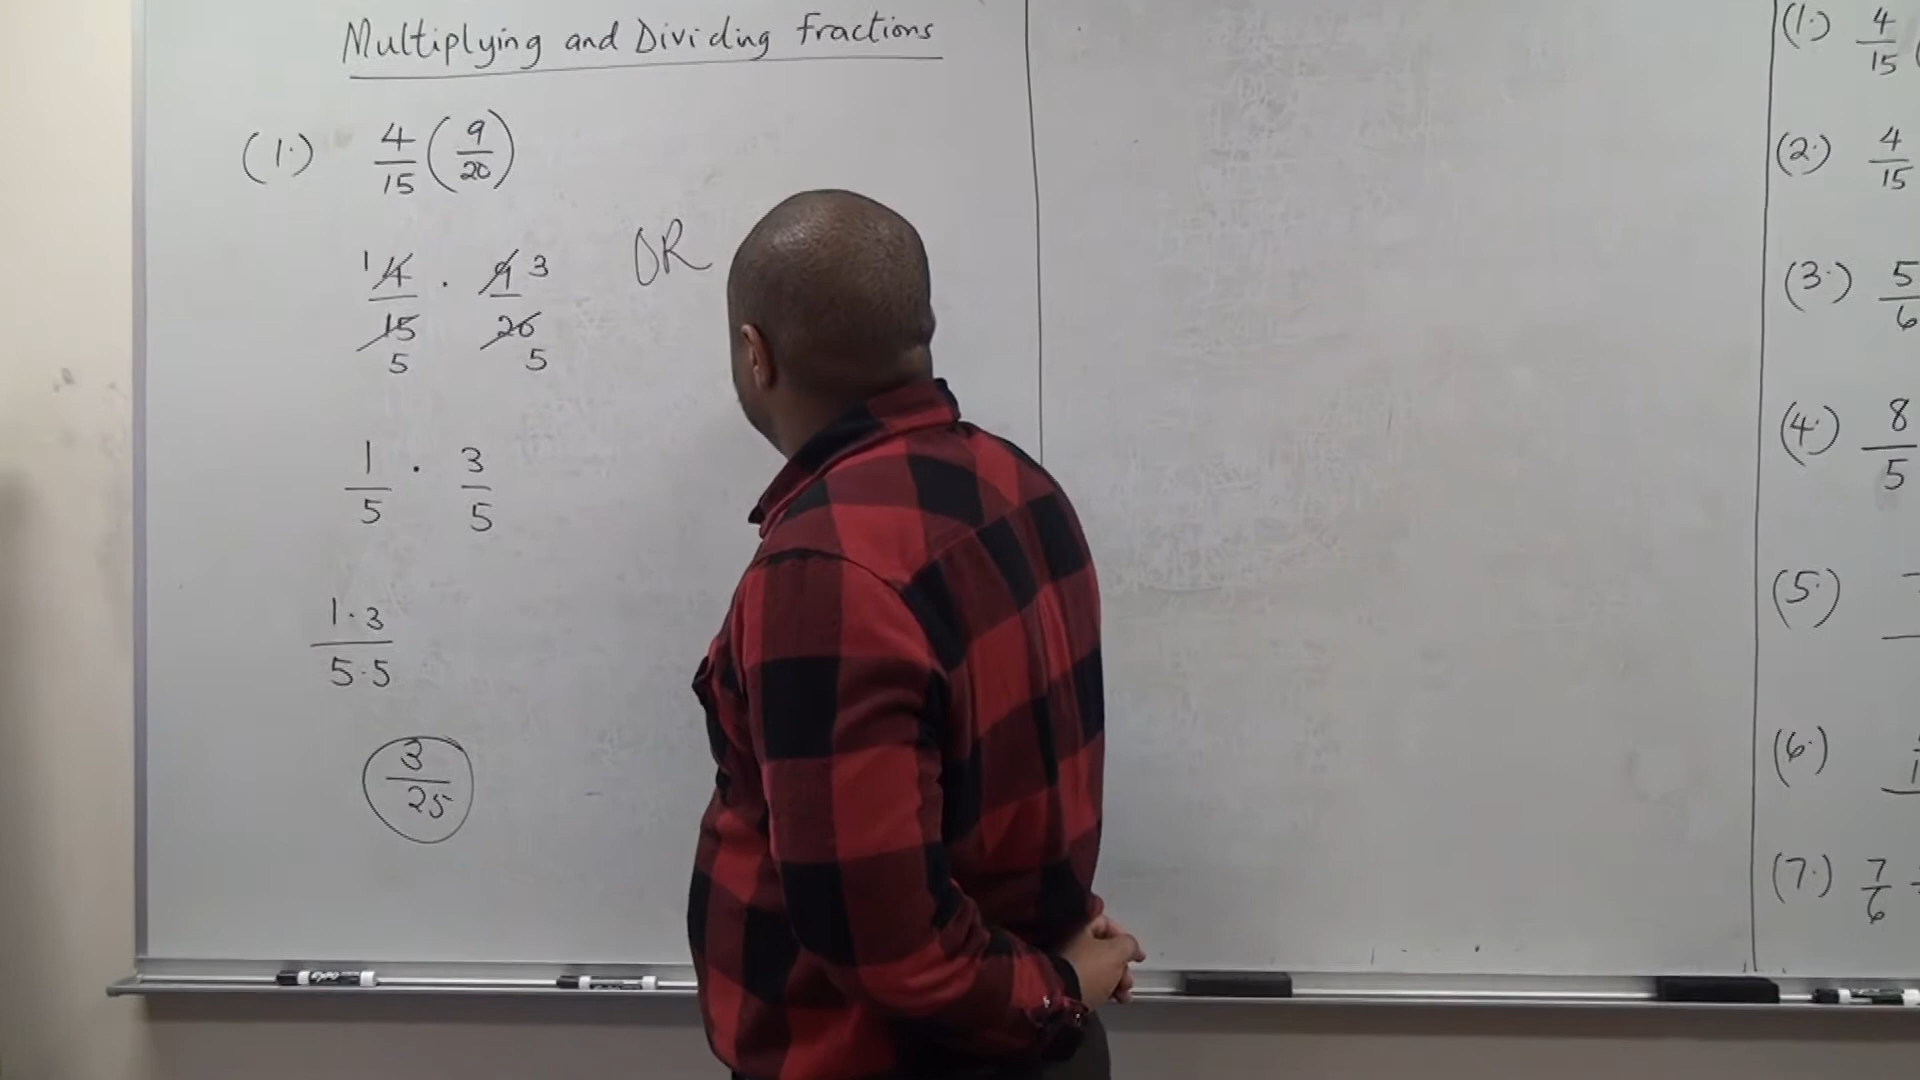 Multiplying and Dividing fractions
(1.) 4/15 (9/20)
1 4/15 5 · 9 3/20 5
OR
1/5 · 3/5
1·3/5·5
3/25
(1.) 4/15
(2.) 4/15
(3.) 5/6
(4.) 8/5
(5.)
(6.)
(7.) 7/6
EXPO